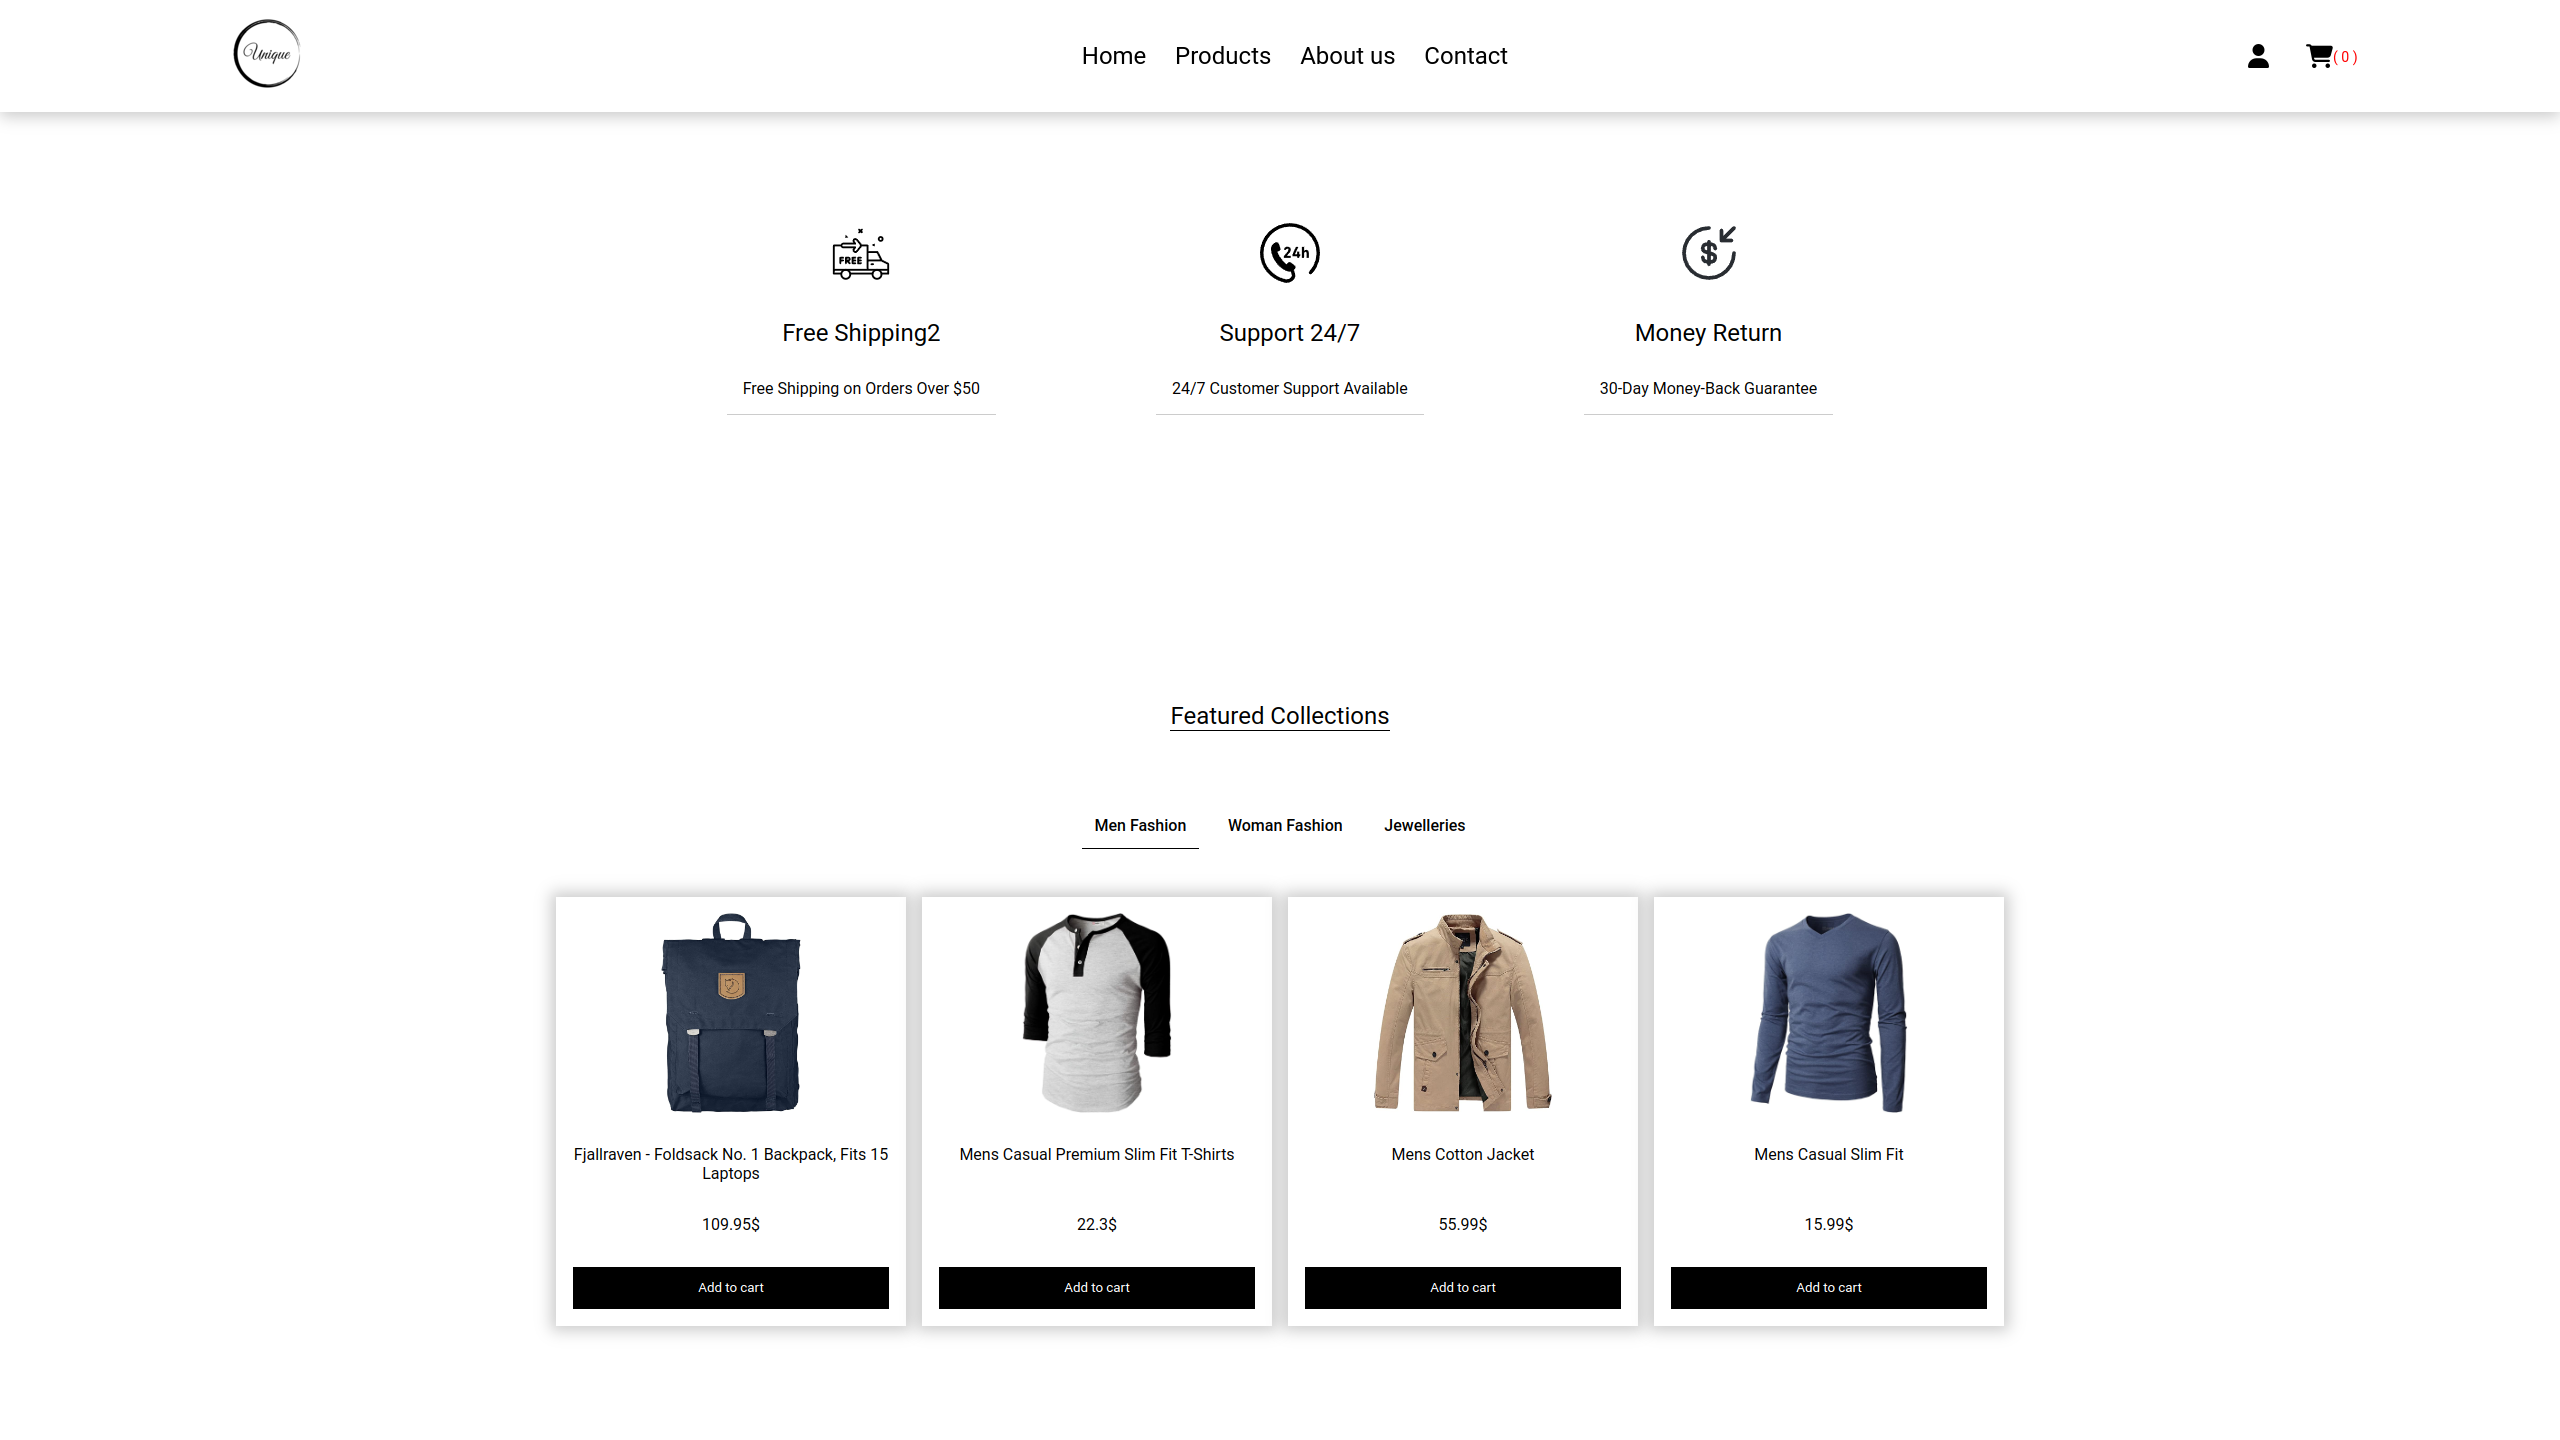 Unique
Home Products About us Contact
( 0 )
FREE
24h
$
Free Shipping2
Support 24/7
Money Return
Free Shipping on Orders Over $50
24/7 Customer Support Available
30-Day Money-Back Guarantee
Featured Collections
Men Fashion Woman Fashion Jewelleries
Fjallraven - Foldsack No. 1 Backpack, Fits 15
Laptops
109.95$
Add to cart
Mens Casual Premium Slim Fit T-Shirts
22.3$
Add to cart
Mens Cotton Jacket
55.99$
Add to cart
Mens Casual Slim Fit
15.99$
Add to cart